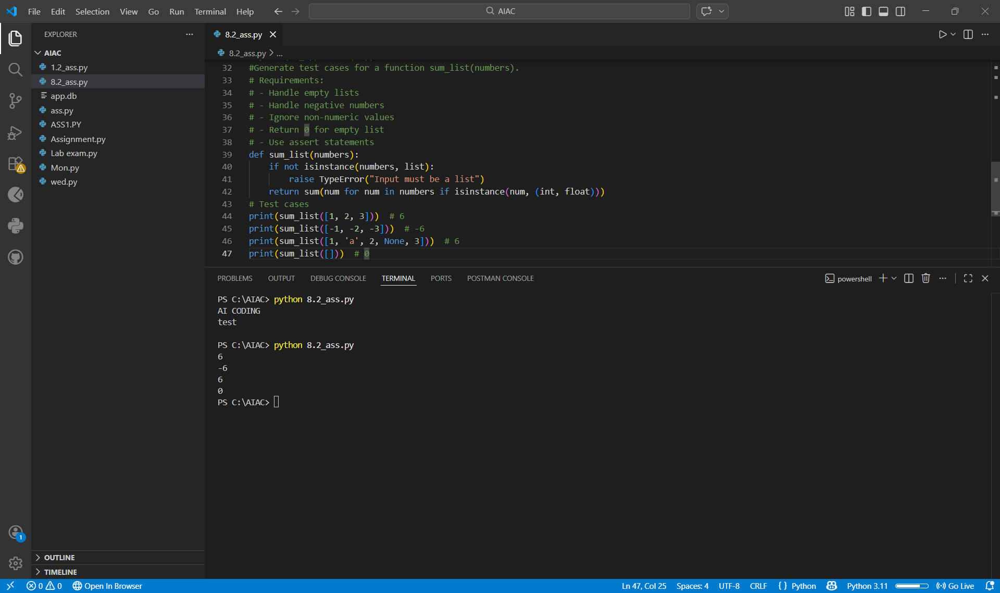 File Edit Selection View Go Run Terminal Help
AIAC
EXPLORER
AIAC
1.2_ass.py
8.2_ass.py
app.db
ass.py
ASS1.PY
Assignment.py
Lab exam.py
Mon.py
wed.py
OUTLINE
TIMELINE
8.2_ass.py
8.2_ass.py > ...
32 #Generate test cases for a function sum_list(numbers).
33 # Requirements:
34 # - Handle empty lists
35 # - Handle negative numbers
36 # - Ignore non-numeric values
37 # - Return 0 for empty list
38 # - Use assert statements
39 def sum_list(numbers):
40     if not isinstance(numbers, list):
41         raise TypeError("Input must be a list")
42     return sum(num for num in numbers if isinstance(num, (int, float)))
43 # Test cases
44 print(sum_list([1, 2, 3]))  # 6
45 print(sum_list([-1, -2, -3]))  # -6
46 print(sum_list([1, 'a', 2, None, 3]))  # 6
47 print(sum_list([]))  # 0
PROBLEMS OUTPUT DEBUG CONSOLE TERMINAL PORTS POSTMAN CONSOLE
powershell
PS C:\AIAC> python 8.2_ass.py
AI CODING
test
PS C:\AIAC> python 8.2_ass.py
6
-6
6
0
PS C:\AIAC>
1
0 0 Open In Browser
Ln 47, Col 25 Spaces: 4 UTF-8 CRLF { } Python Python 3.11 Go Live